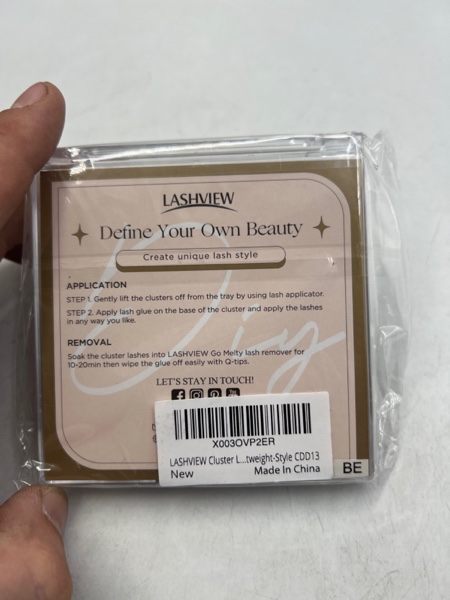 LASHVIEW
Define Your Own Beauty
Create unique lash style
APPLICATION
STEP 1. Gently lift the clusters off from the tray by using lash applicator.
STEP 2. Apply lash glue on the base of the cluster and apply the lashes
in any way you like.
REMOVAL
Soak the cluster lashes into LASHVIEW Go Melty lash remover for
10-20min then wipe the glue off easily with Q-tips.
Diy
LET'S STAY IN TOUCH!
X003OVP2ER
LASHVIEW Cluster L...tweight-Style CDD13
New Made In China
BE